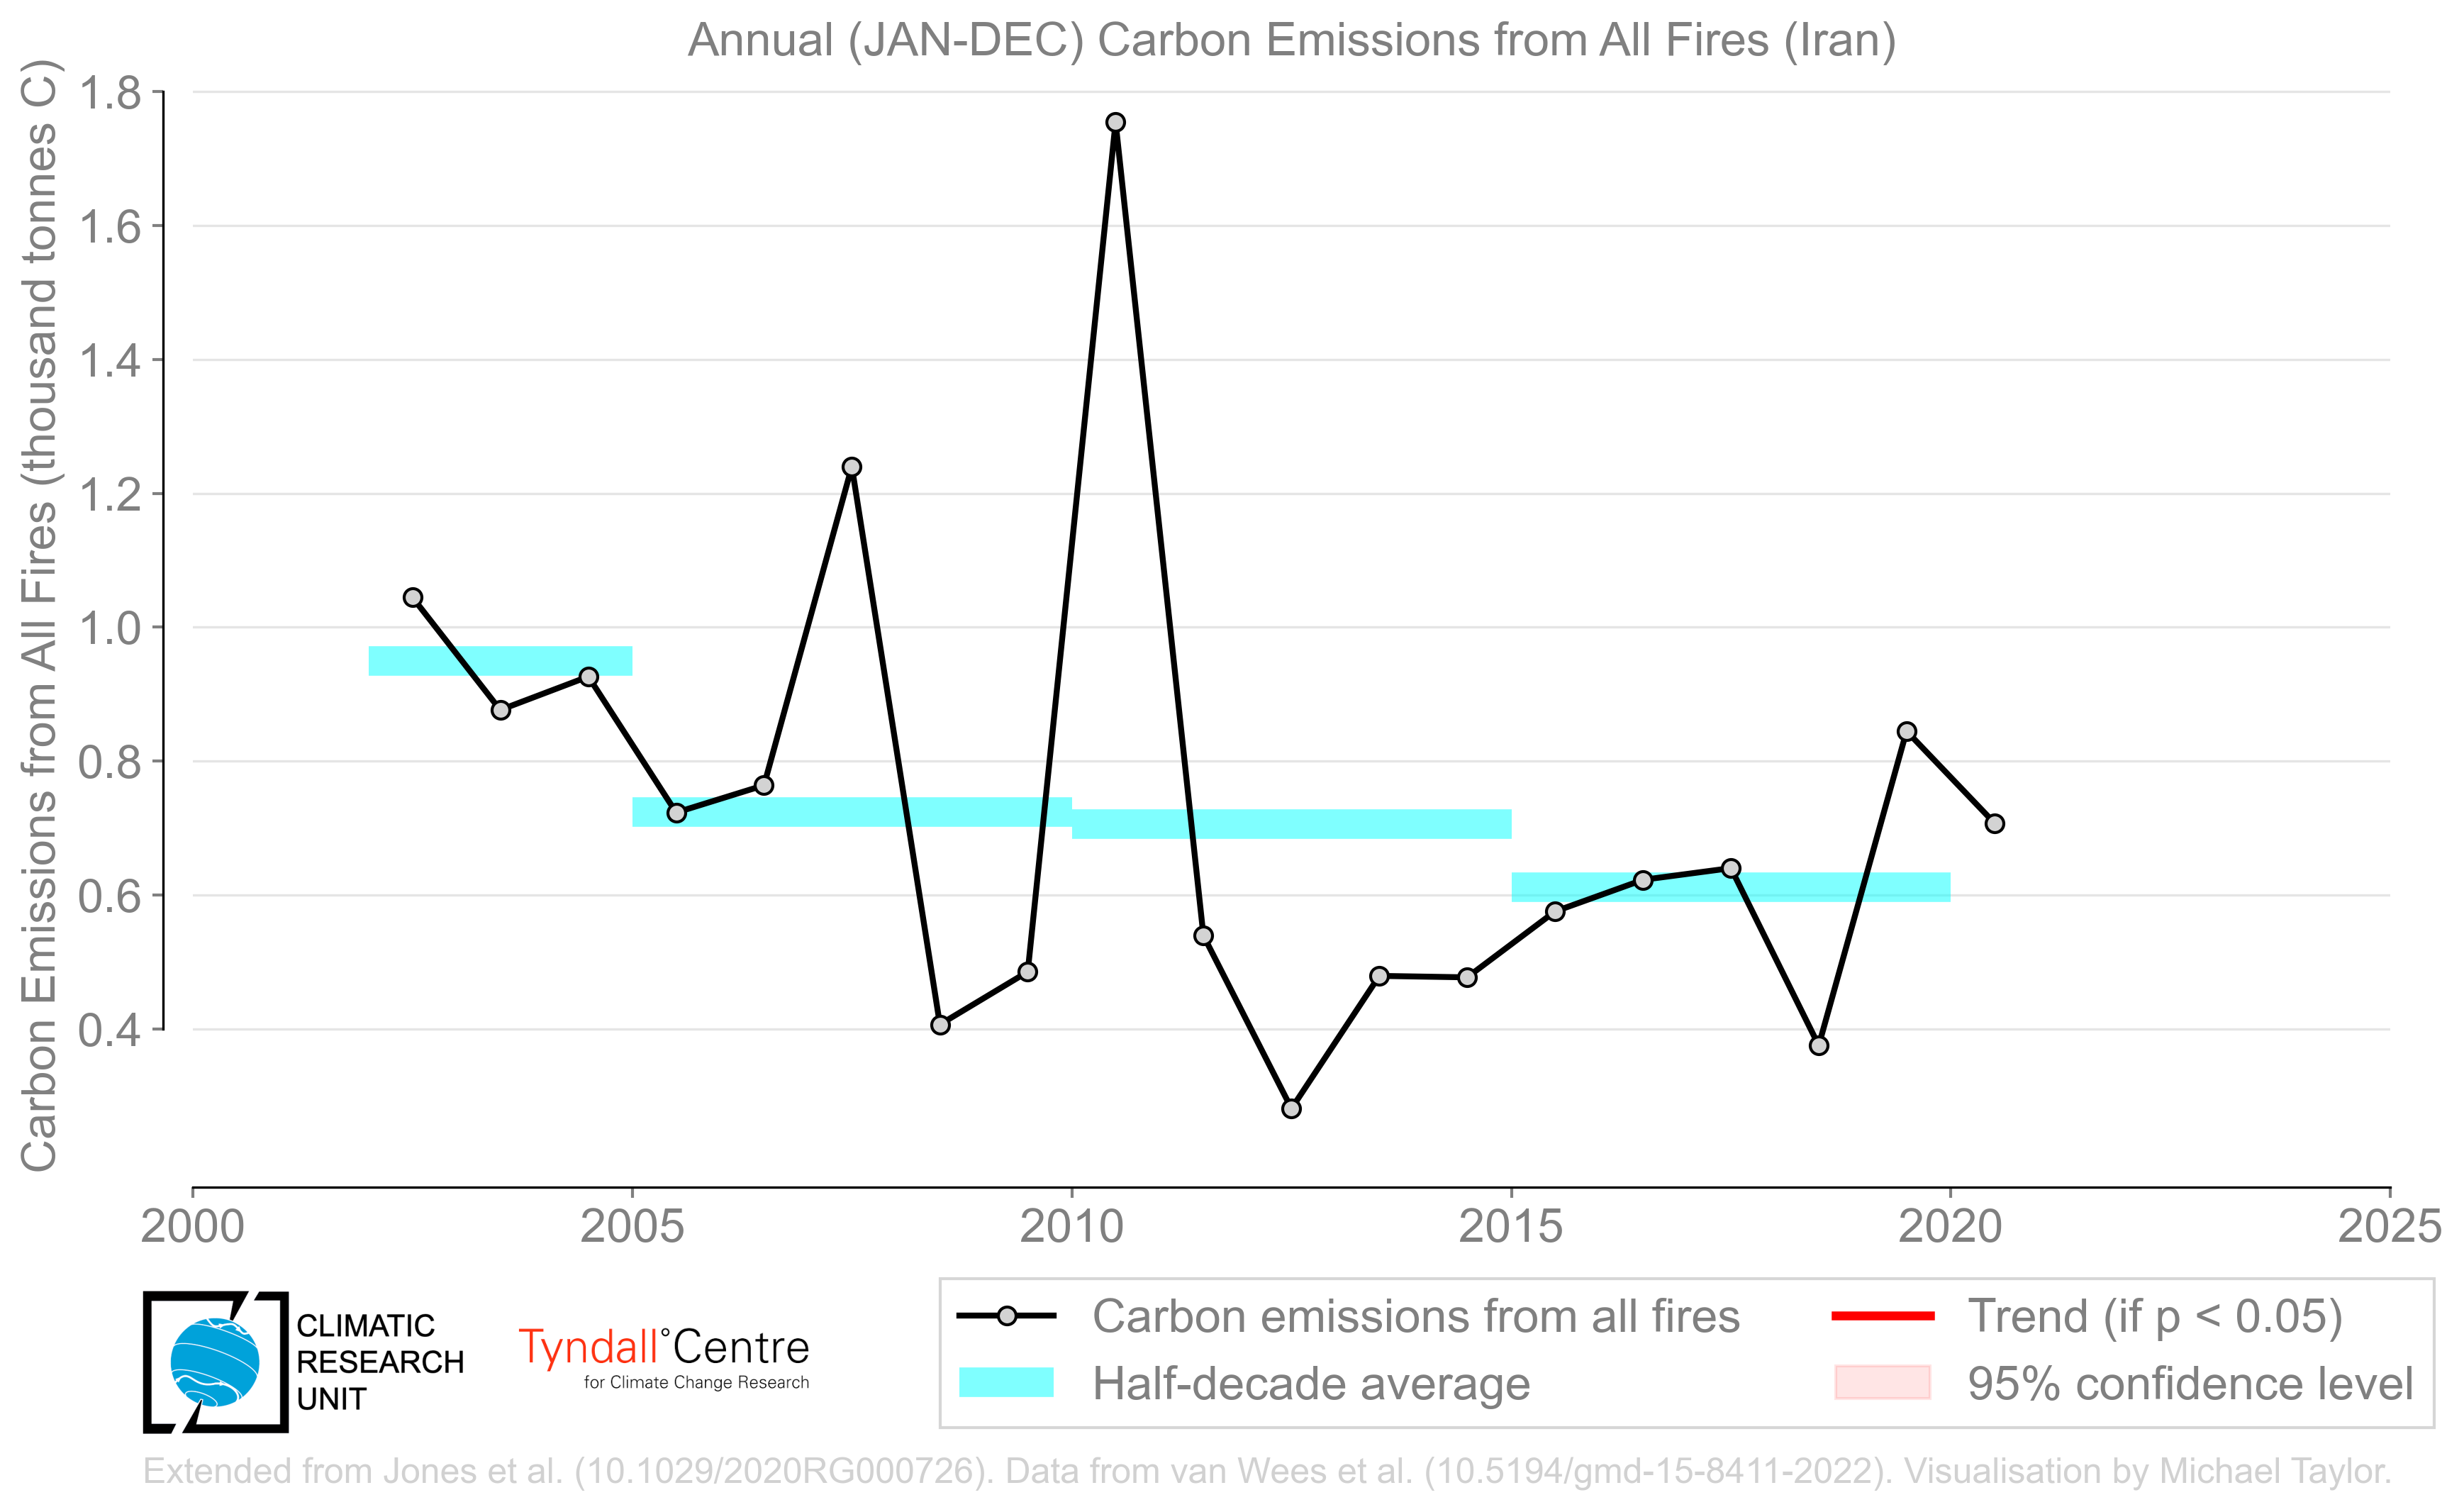 Annual (JAN-DEC) Carbon Emissions from All Fires (Iran)
Carbon Emissions from All Fires (thousand tonnes C)
1.8
1.6
1.4
1.2
1.0
0.8
0.6
0.4
2000
2005
2010
2015
2020
2025
CLIMATIC
RESEARCH
UNIT
Tyndall°Centre
for Climate Change Research
Carbon emissions from all fires
Half-decade average
Trend (if p < 0.05)
95% confidence level
Extended from Jones et al. (10.1029/2020RG000726). Data from van Wees et al. (10.5194/gmd-15-8411-2022). Visualisation by Michael Taylor.